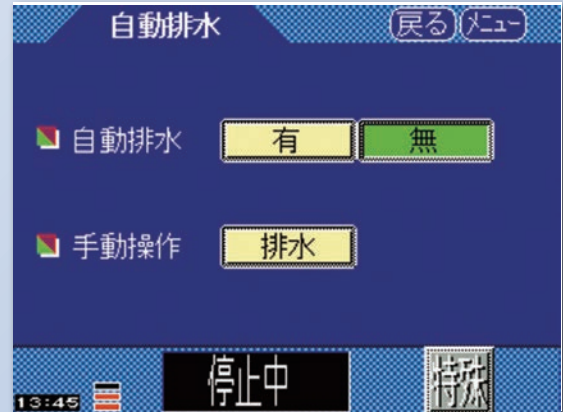 自動排水 戻る メニュー
自動排水 有 無
手動操作 排水
13:45 停止中 特殊